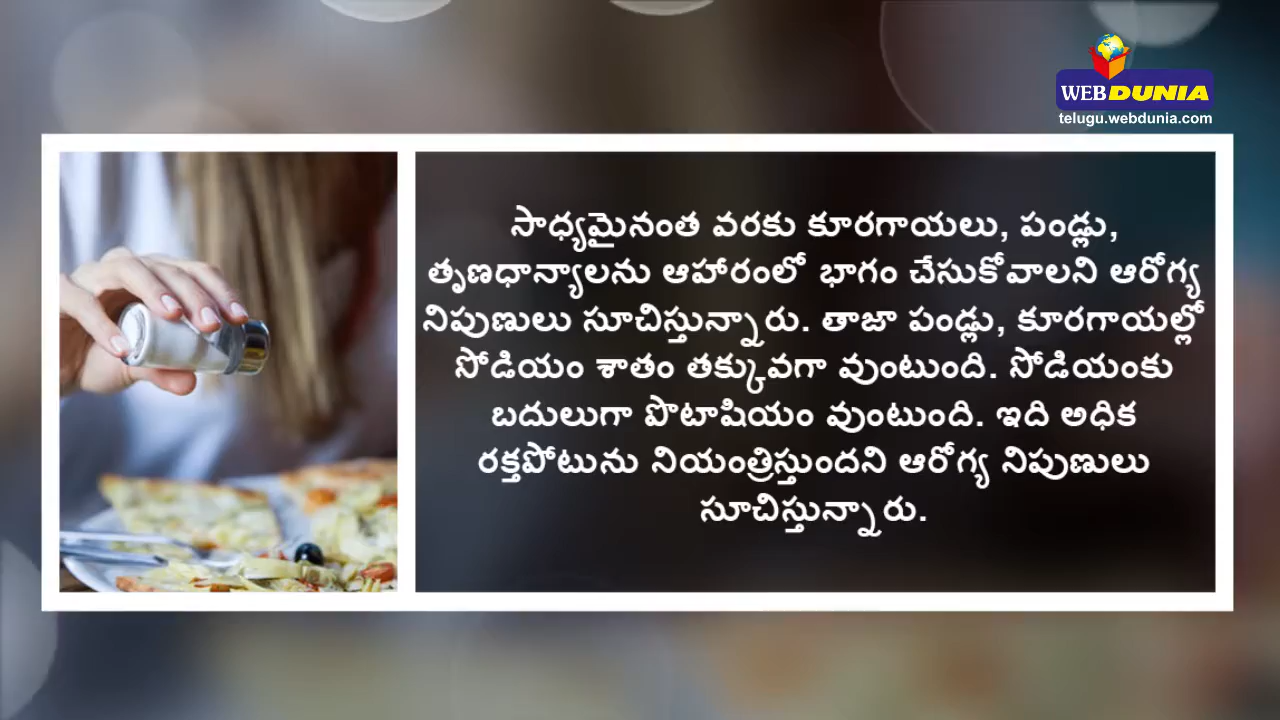 WEBDUNIA
telugu.webdunia.com
సాధ్యమైనంత వరకు కూరగాయలు, పండ్లు,
తృణధాన్యాలను ఆహారంలో భాగం చేసుకోవాలని ఆరోగ్య
నిపుణులు సూచిస్తున్నారు. తాజా పండ్లు, కూరగాయల్లో
సోడియం శాతం తక్కువగా వుంటుంది. సోడియంకు
బదులుగా పొటాషియం వుంటుంది. ఇది అధిక
రక్తపోటును నియంత్రిస్తుందని ఆరోగ్య నిపుణులు
సూచిస్తున్నారు.